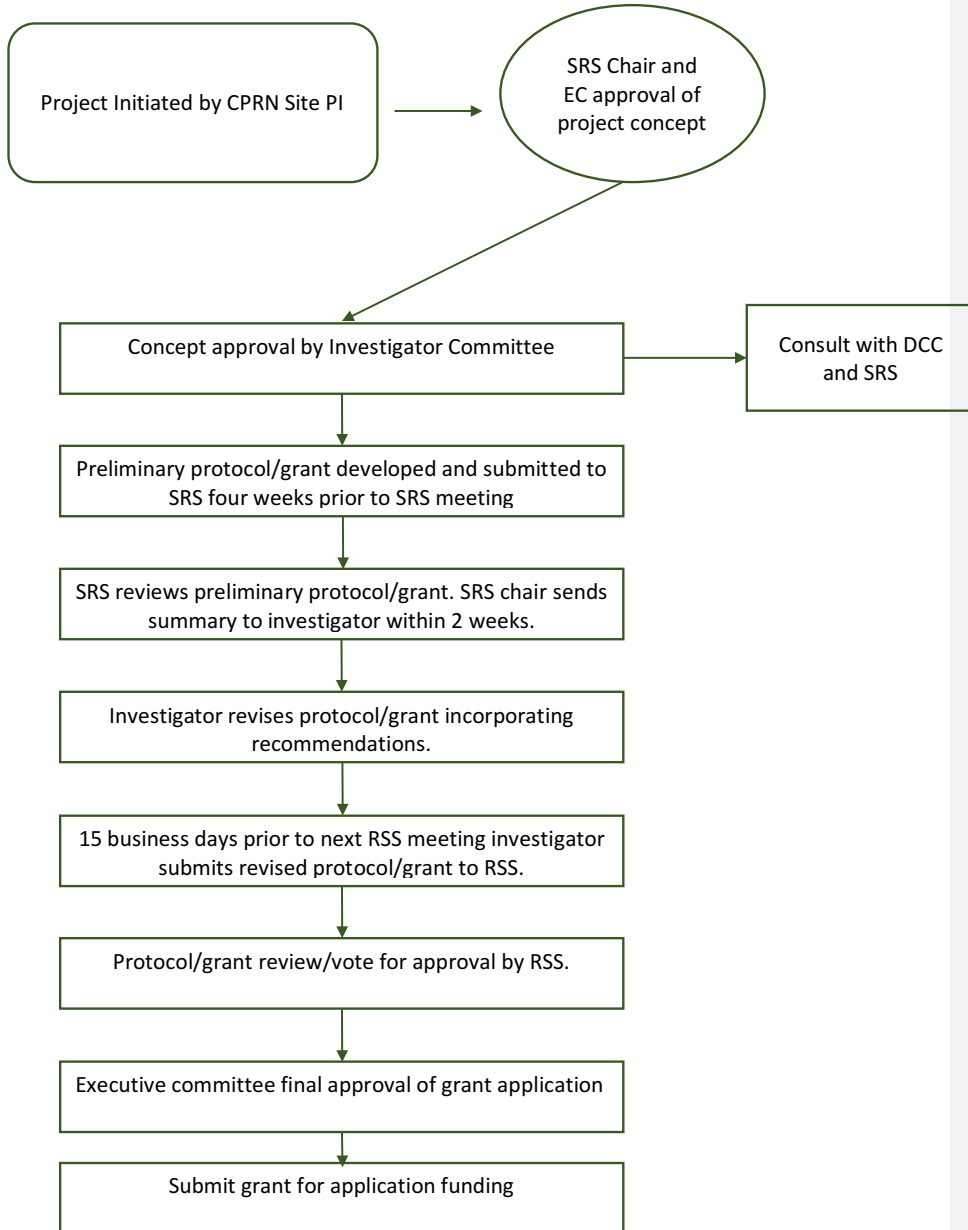 Project Initiated by CPRN Site PI
SRS Chair and
EC approval of
project concept
Concept approval by Investigator Committee
Consult with DCC
and SRS
Preliminary protocol/grant developed and submitted to
SRS four weeks prior to SRS meeting
SRS reviews preliminary protocol/grant. SRS chair sends
summary to investigator within 2 weeks.
Investigator revises protocol/grant incorporating
recommendations.
15 business days prior to next RSS meeting investigator
submits revised protocol/grant to RSS.
Protocol/grant review/vote for approval by RSS.
Executive committee final approval of grant application
Submit grant for application funding